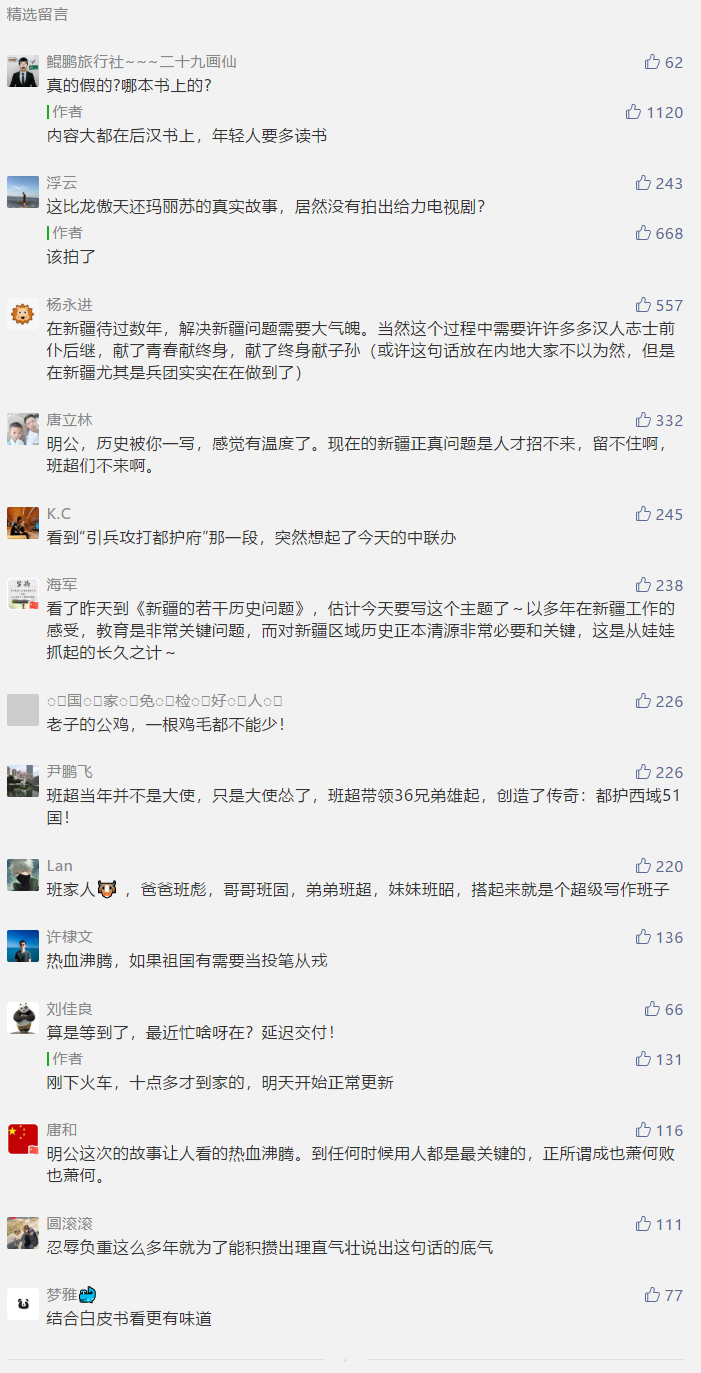 精选留言
鲲鹏旅行社~~~二十九画仙
62
真的假的?哪本书上的?
作者
1120
内容大都在后汉书上，年轻人要多读书
浮云
243
这比龙傲天还玛丽苏的真实故事，居然没有拍出给力电视剧？
作者
668
该拍了
杨永进
557
在新疆待过数年，解决新疆问题需要大气魄。当然这个过程中需要许许多多汉人志士前
仆后继，献了青春献终身，献了终身献子孙（或许这句话放在内地大家不以为然，但是
在新疆尤其是兵团实实在在做到了）
唐立林
332
明公，历史被你一写，感觉有温度了。现在的新疆正真问题是人才招不来，留不住啊，
班超们不来啊。
K.C
245
看到“引兵攻打都护府”那一段，突然想起了今天的中联办
海军
238
看了昨天到《新疆的若干历史问题》，估计今天要写这个主题了～以多年在新疆工作的
感受，教育是非常关键问题，而对新疆区域历史正本清源非常必要和关键，这是从娃娃
抓起的长久之计～
国家免检好人
226
老子的公鸡，一根鸡毛都不能少！
尹鹏飞
226
班超当年并不是大使，只是大使怂了，班超带领36兄弟雄起，创造了传奇：都护西域51
国！
Lan
220
班家人🐯 ，爸爸班彪，哥哥班固，弟弟班超，妹妹班昭，搭起来就是个超级写作班子
许棣文
136
热血沸腾，如果祖国有需要当投笔从戎
刘佳良
66
算是等到了，最近忙啥呀在？延迟交付！
作者
131
刚下火车，十点多才到家的，明天开始正常更新
庸和
116
明公这次的故事让人看的热血沸腾。到任何时候用人都是最关键的，正所谓成也萧何败
也萧何。
圆滚滚
111
忍辱负重这么多年就为了能积攒出理直气壮说出这句话的底气
梦雅🐳
77
结合白皮书看更有味道